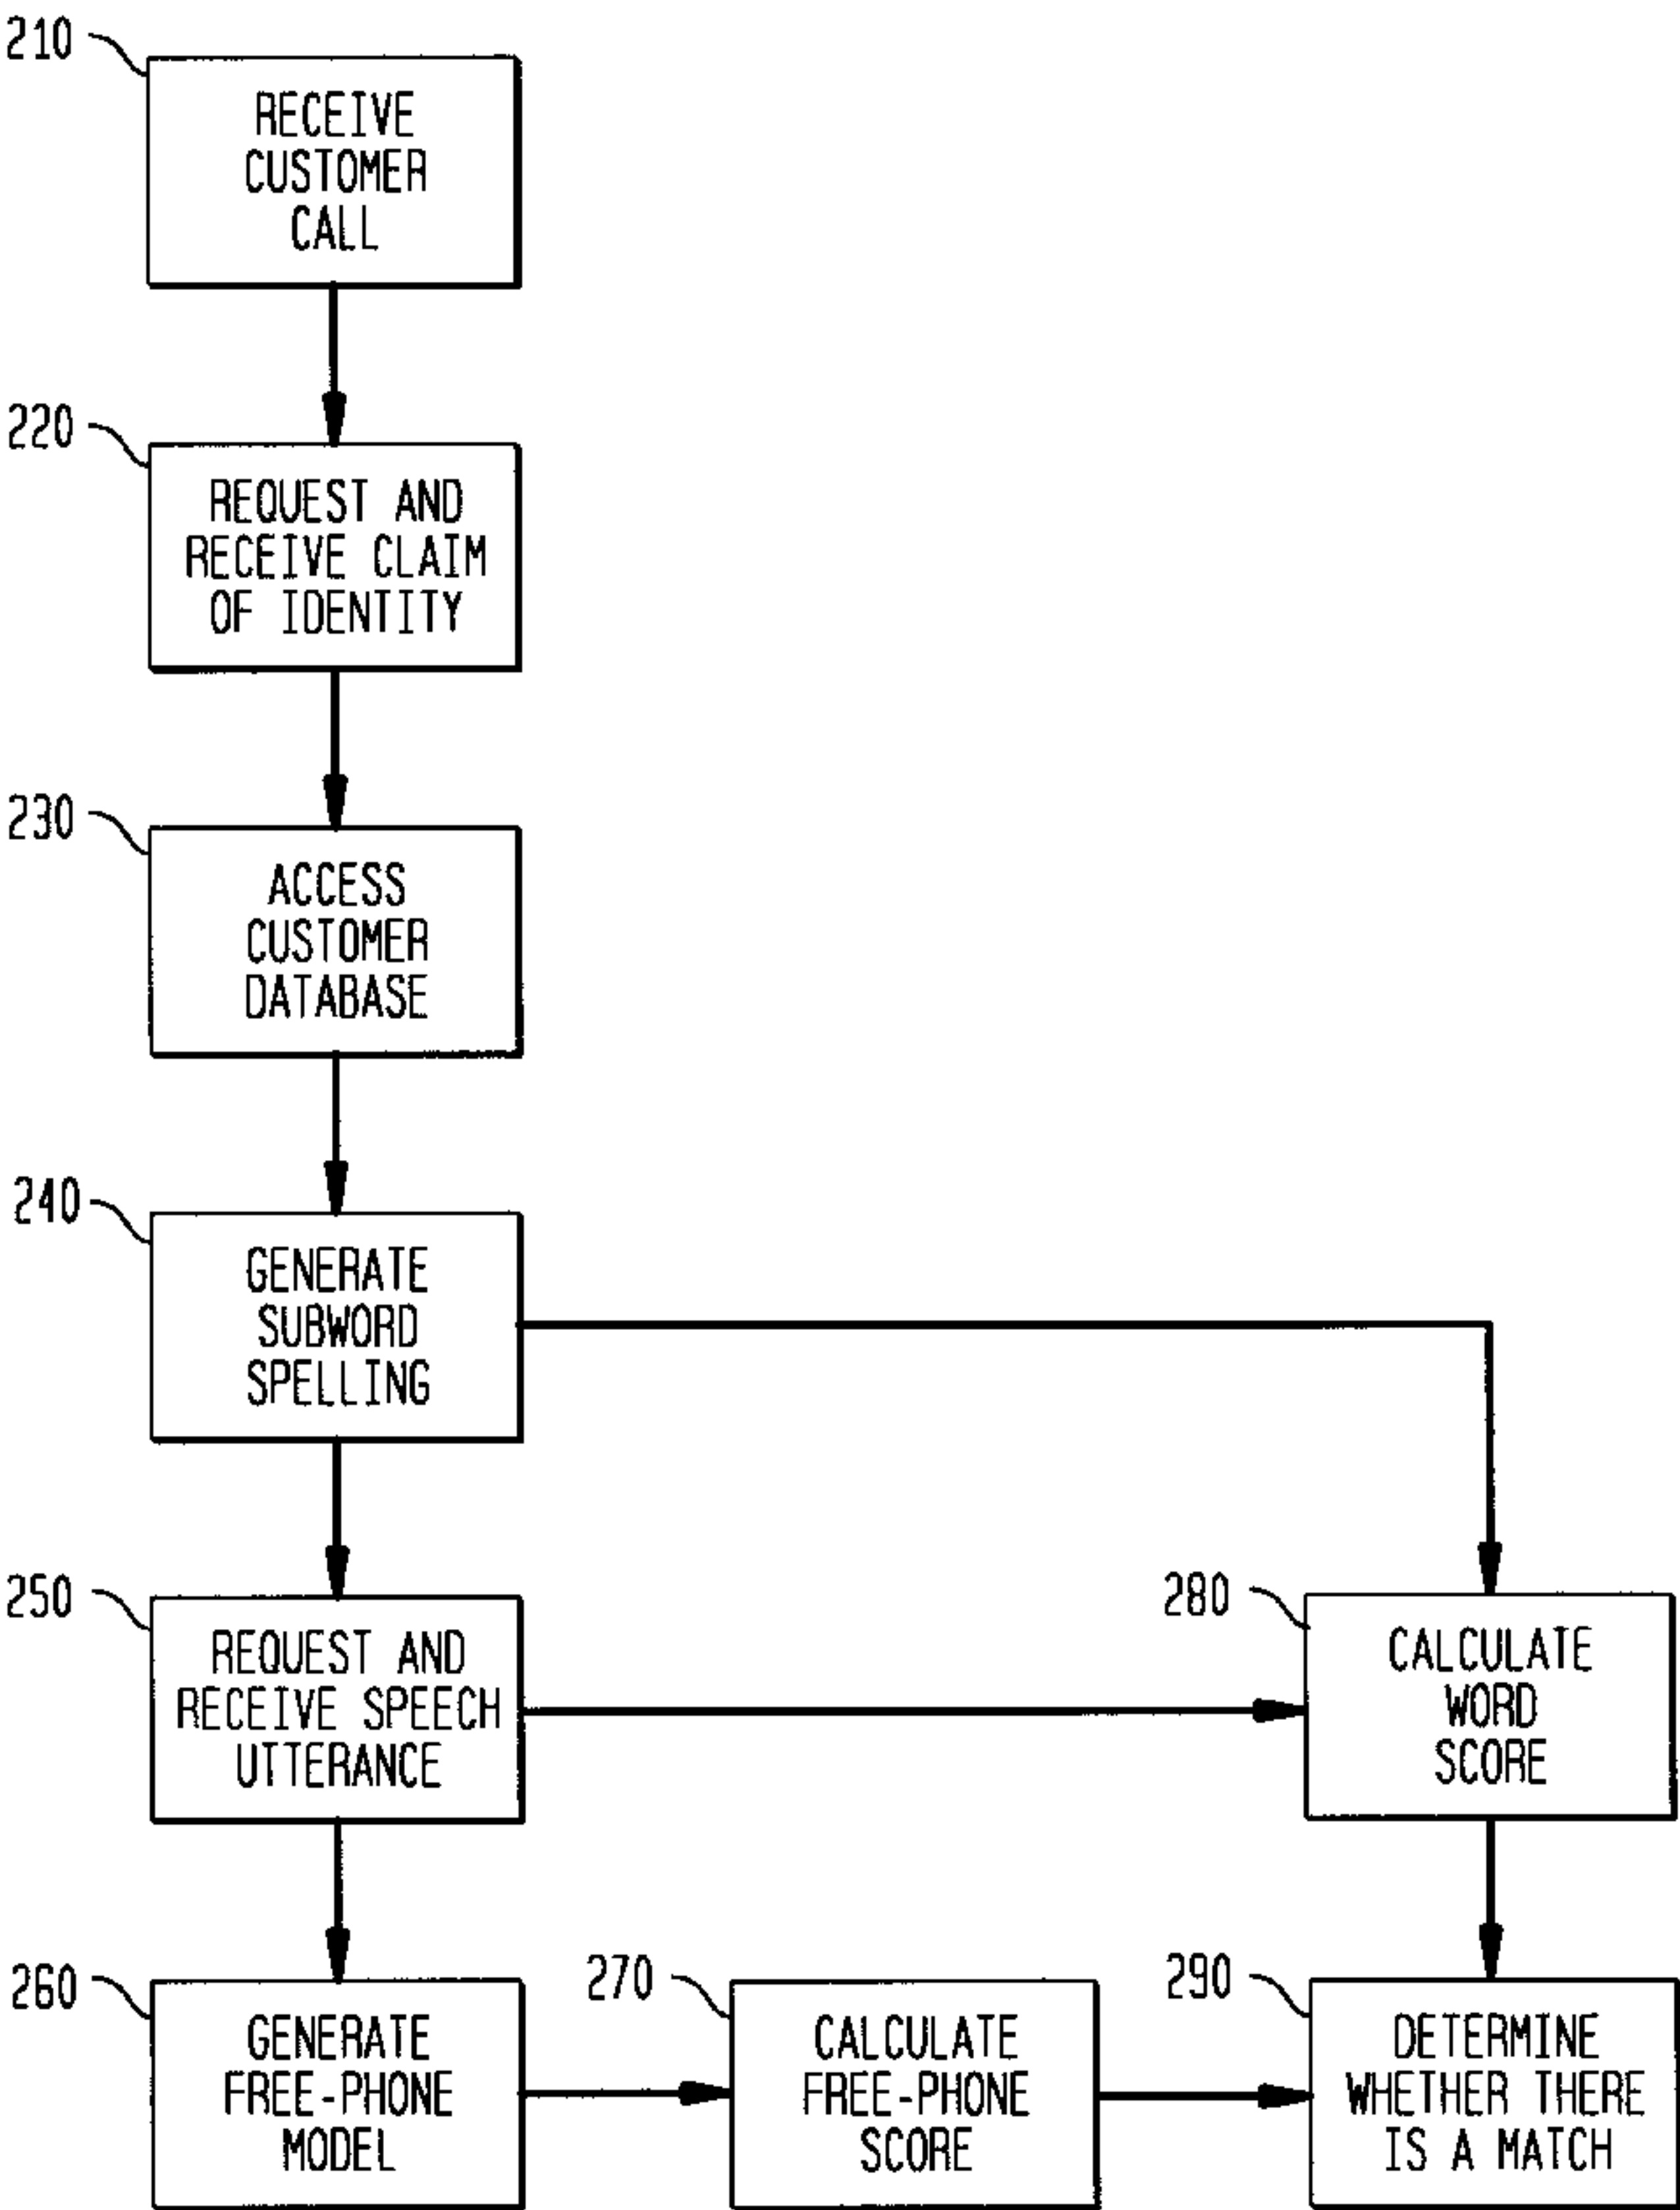 210
RECEIVE
CUSTOMER
CALL
220
REQUEST AND
RECEIVE CLAIM
OF IDENTITY
230
ACCESS
CUSTOMER
DATABASE
240
GENERATE
SUBWORD
SPELLING
250
REQUEST AND
RECEIVE SPEECH
UTTERANCE
280
CALCULATE
WORD
SCORE
260
GENERATE
FREE-PHONE
MODEL
270
CALCULATE
FREE-PHONE
SCORE
290
DETERMINE
WHETHER THERE
IS A MATCH